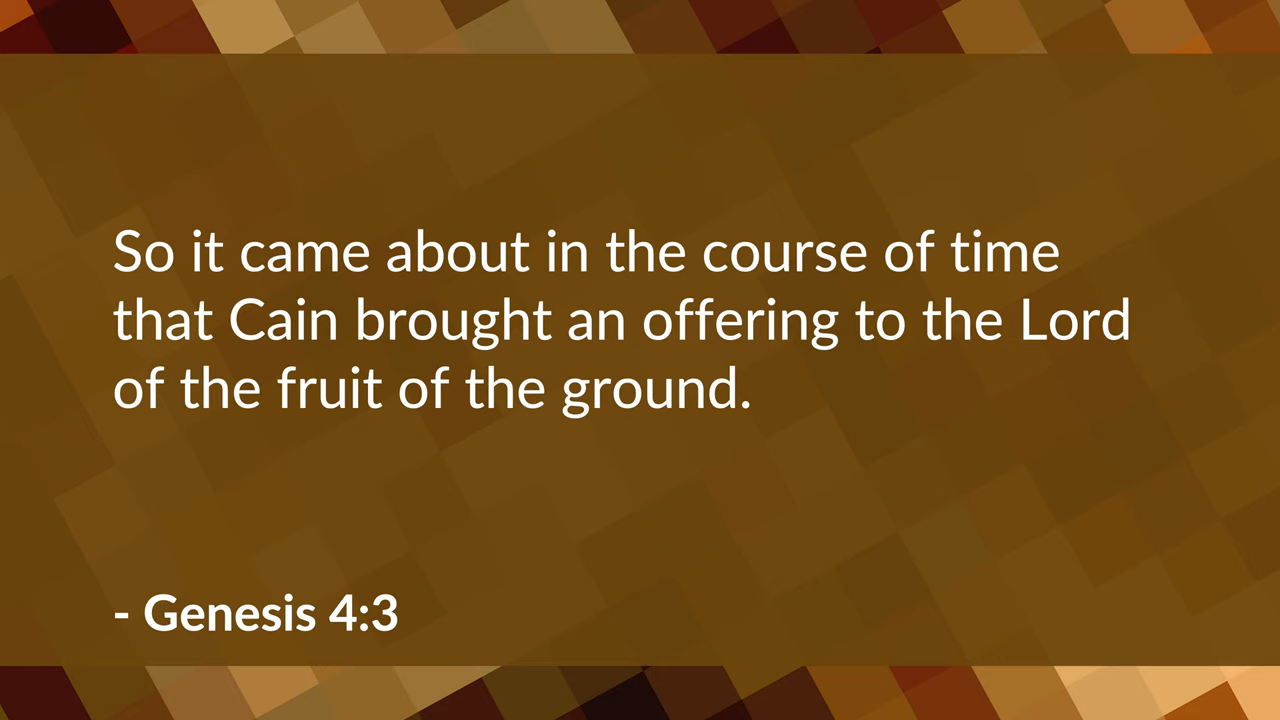 So it came about in the course of time
that Cain brought an offering to the Lord
of the fruit of the ground.
- Genesis 4:3